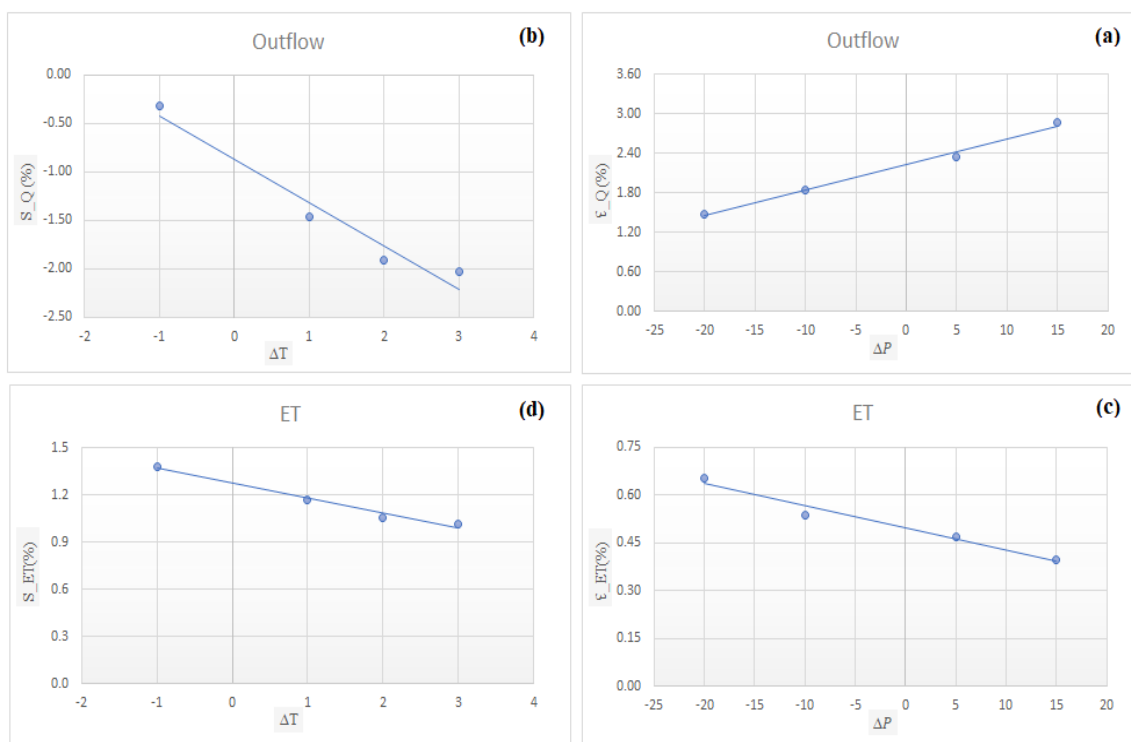 Outflow (b)
0.00
-0.50
-1.00
-1.50
-2.00
-2.50
S_Q (%)
-2 -1 0 1 2 3 4
ΔT
Outflow (a)
3.60
3.00
2.40
1.80
1.20
0.60
0.00
ꜫ_Q (%)
-25 -20 -15 -10 -5 0 5 10 15 20
ΔP
ET (d)
1.5
1.2
0.9
0.6
0.3
0.0
S_ET(%)
-2 -1 0 1 2 3 4
ΔT
ET (c)
0.75
0.60
0.45
0.30
0.15
0.00
ꜫ_ET(%)
-25 -20 -15 -10 -5 0 5 10 15 20
ΔP